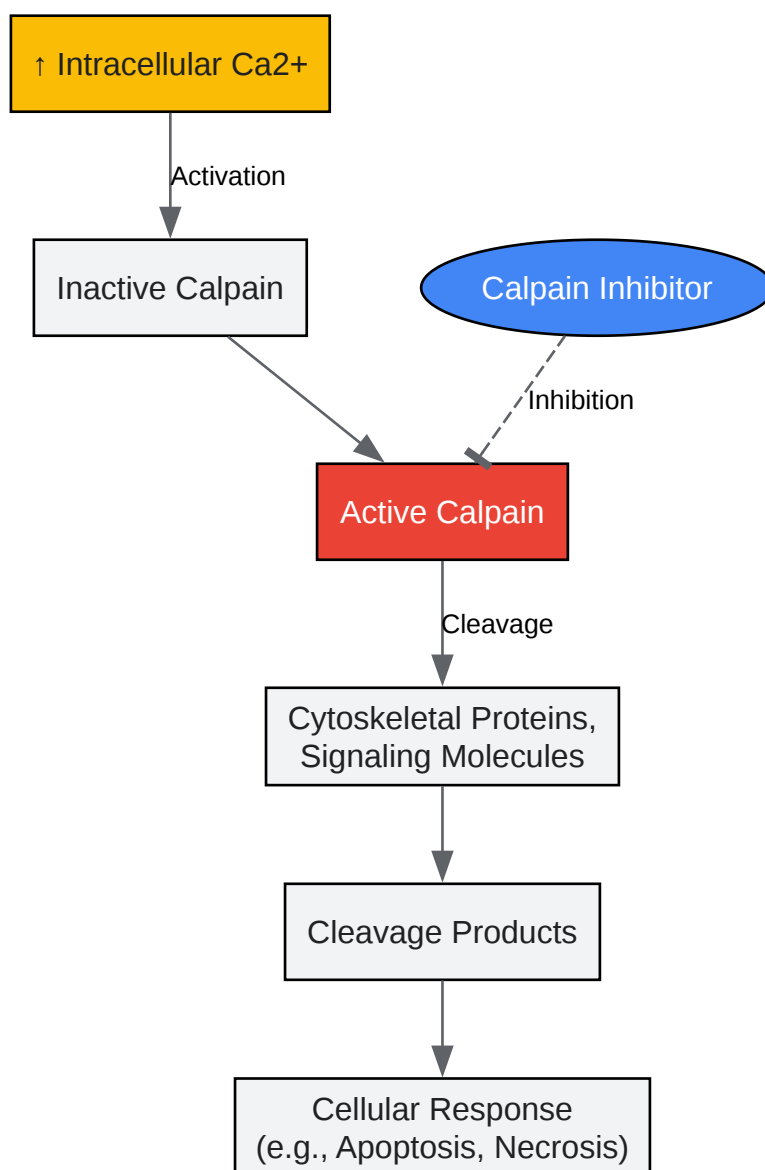 ↑ Intracellular Ca2+
Activation
Inactive Calpain
Calpain Inhibitor
Inhibition
Active Calpain
Cleavage
Cytoskeletal Proteins,
Signaling Molecules
Cleavage Products
Cellular Response
(e.g., Apoptosis, Necrosis)